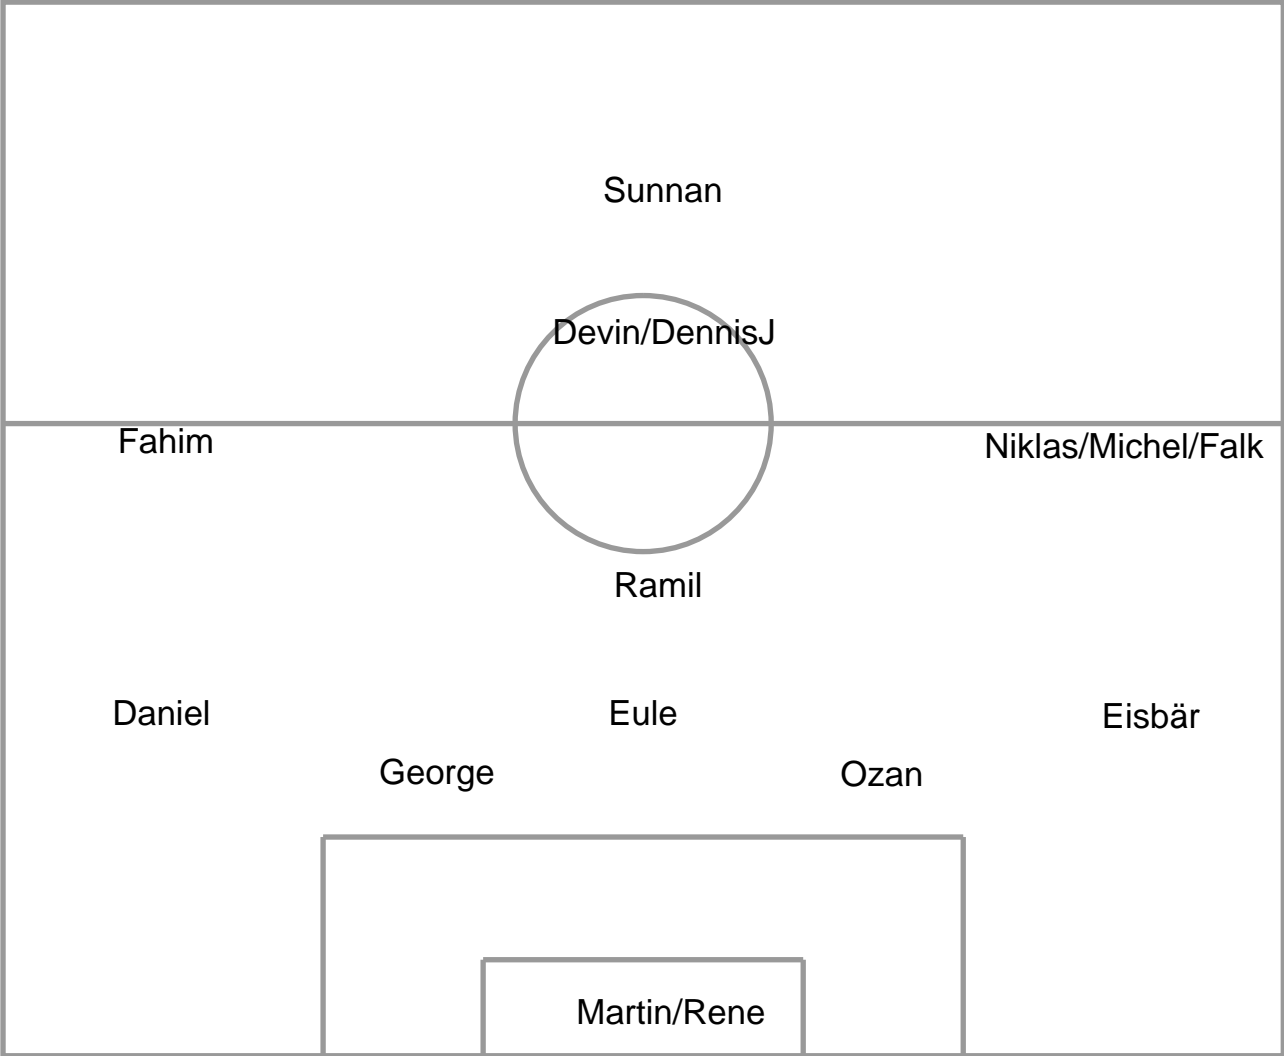 Sunnan
Devin/DennisJ
Fahim
Niklas/Michel/Falk
Ramil
Daniel
Eule
Eisbär
George
Ozan
Martin/Rene